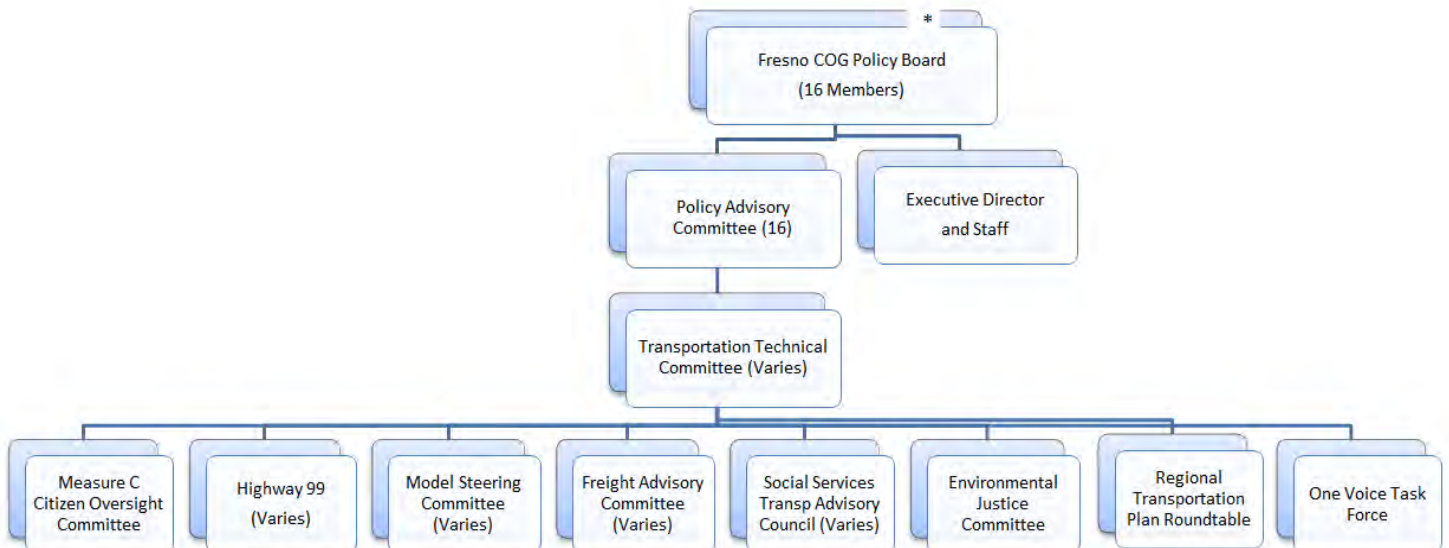 *
Fresno COG Policy Board
(16 Members)
Policy Advisory
Committee (16)
Executive Director
and Staff
Transportation Technical
Committee (Varies)
Measure C
Citizen Oversight
Committee
Highway 99
(Varies)
Model Steering
Committee
(Varies)
Freight Advisory
Committee
(Varies)
Social Services
Transp Advisory
Council (Varies)
Environmental
Justice
Committee
Regional
Transportation
Plan Roundtable
One Voice Task
Force